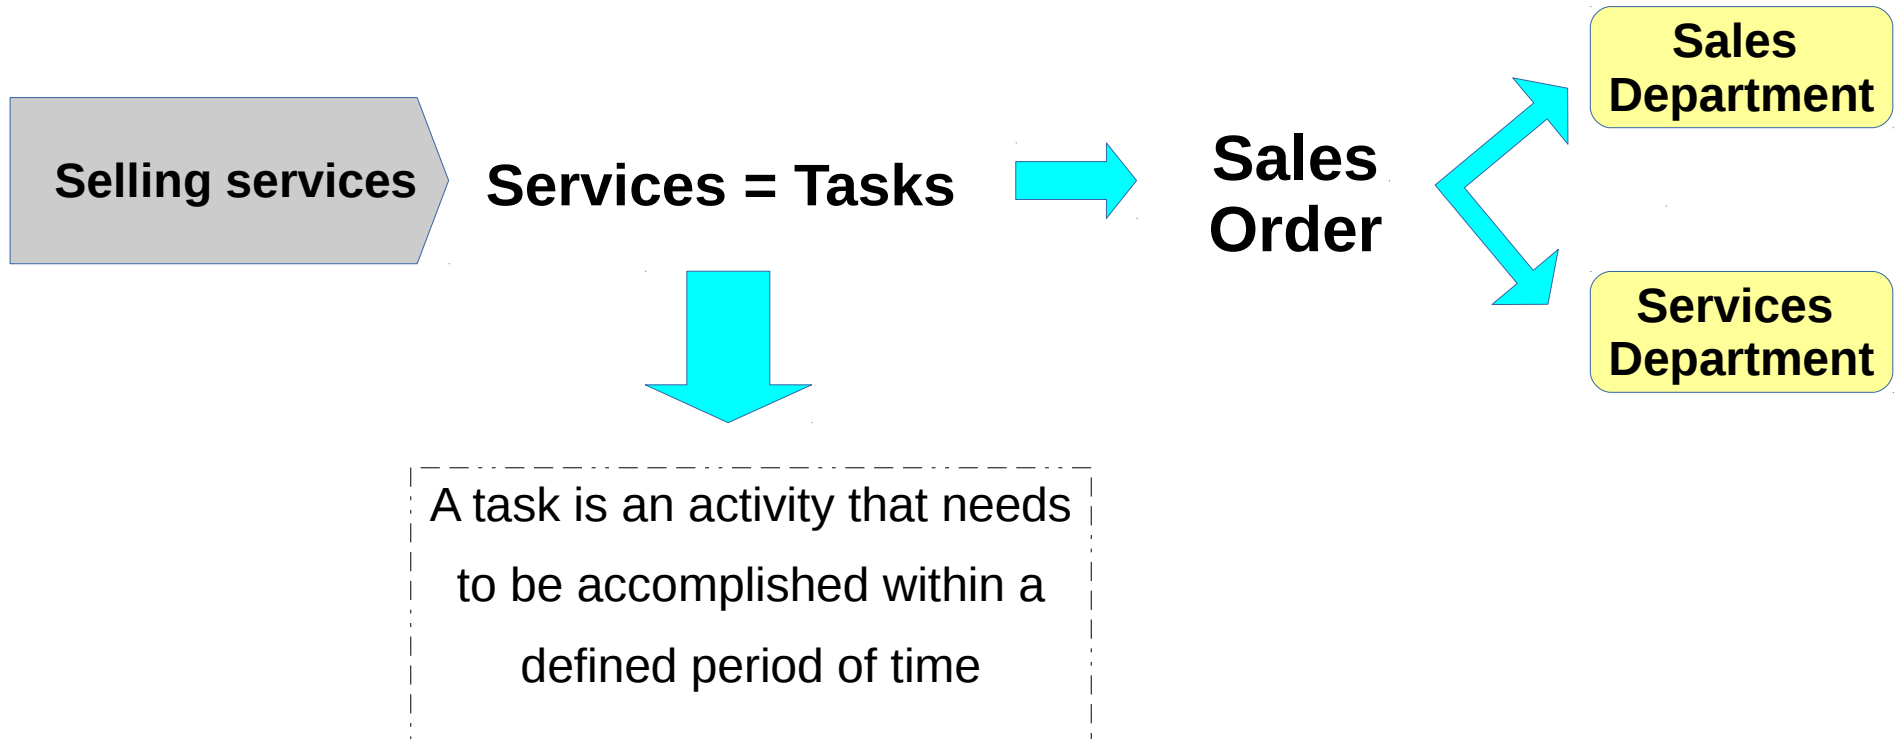 Selling services
Services = Tasks
Sales
Order
Sales
Department
Services
Department
A task is an activity that needs
to be accomplished within a
defined period of time